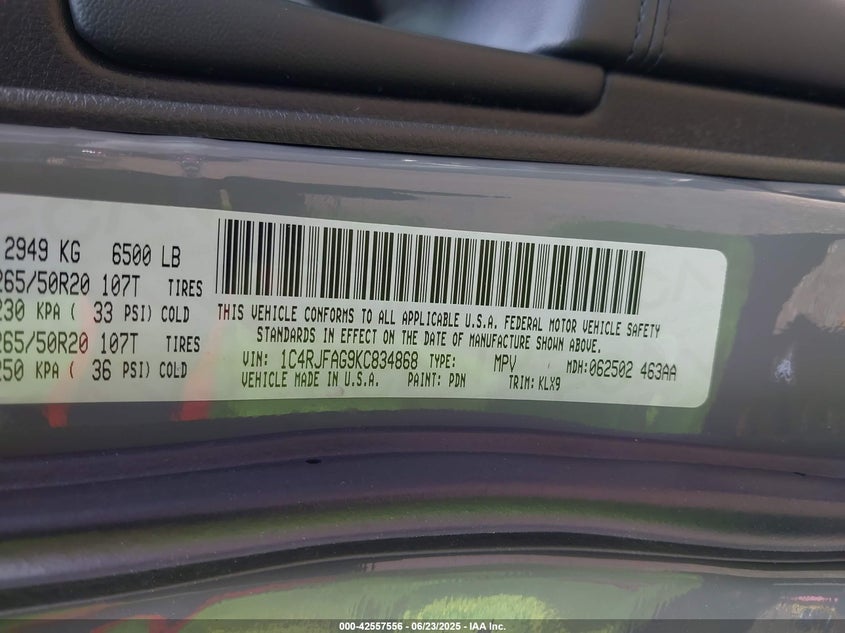 2949 KG 6500 LB
265/50R20 107T TIRES
230 KPA ( 33 PSI) COLD
265/50R20 107T TIRES
250 KPA ( 36 PSI) COLD
THIS VEHICLE CONFORMS TO ALL APPLICABLE U.S.A. FEDERAL MOTOR VEHICLE SAFETY
STANDARDS IN EFFECT ON THE DATE OF MANUFACTURE SHOWN ABOVE.
VIN: 1C4RJFAG9KC834868 TYPE: MPV MDH:062502 463AA
VEHICLE MADE IN U.S.A. PAINT: PDN TRIM: KLX9
000-42557556 | 06/23/2025 - IAA Inc.